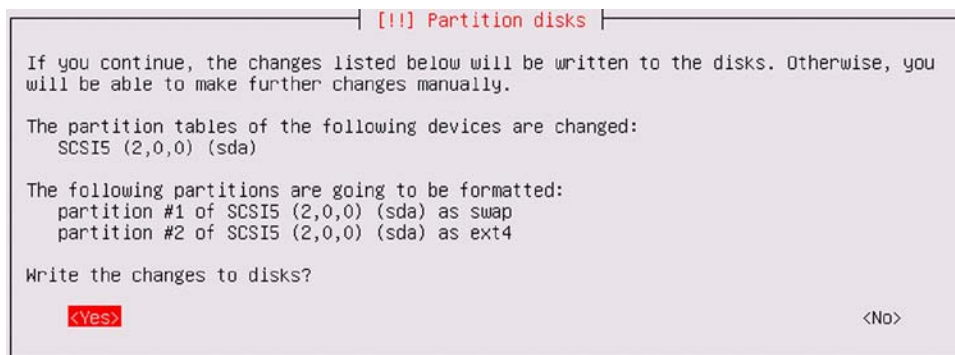 [!!] Partition disks
If you continue, the changes listed below will be written to the disks. Otherwise, you
will be able to make further changes manually.
The partition tables of the following devices are changed:
SCSI5 (2,0,0) (sda)
The following partitions are going to be formatted:
partition #1 of SCSI5 (2,0,0) (sda) as swap
partition #2 of SCSI5 (2,0,0) (sda) as ext4
Write the changes to disks?
<Yes> <No>